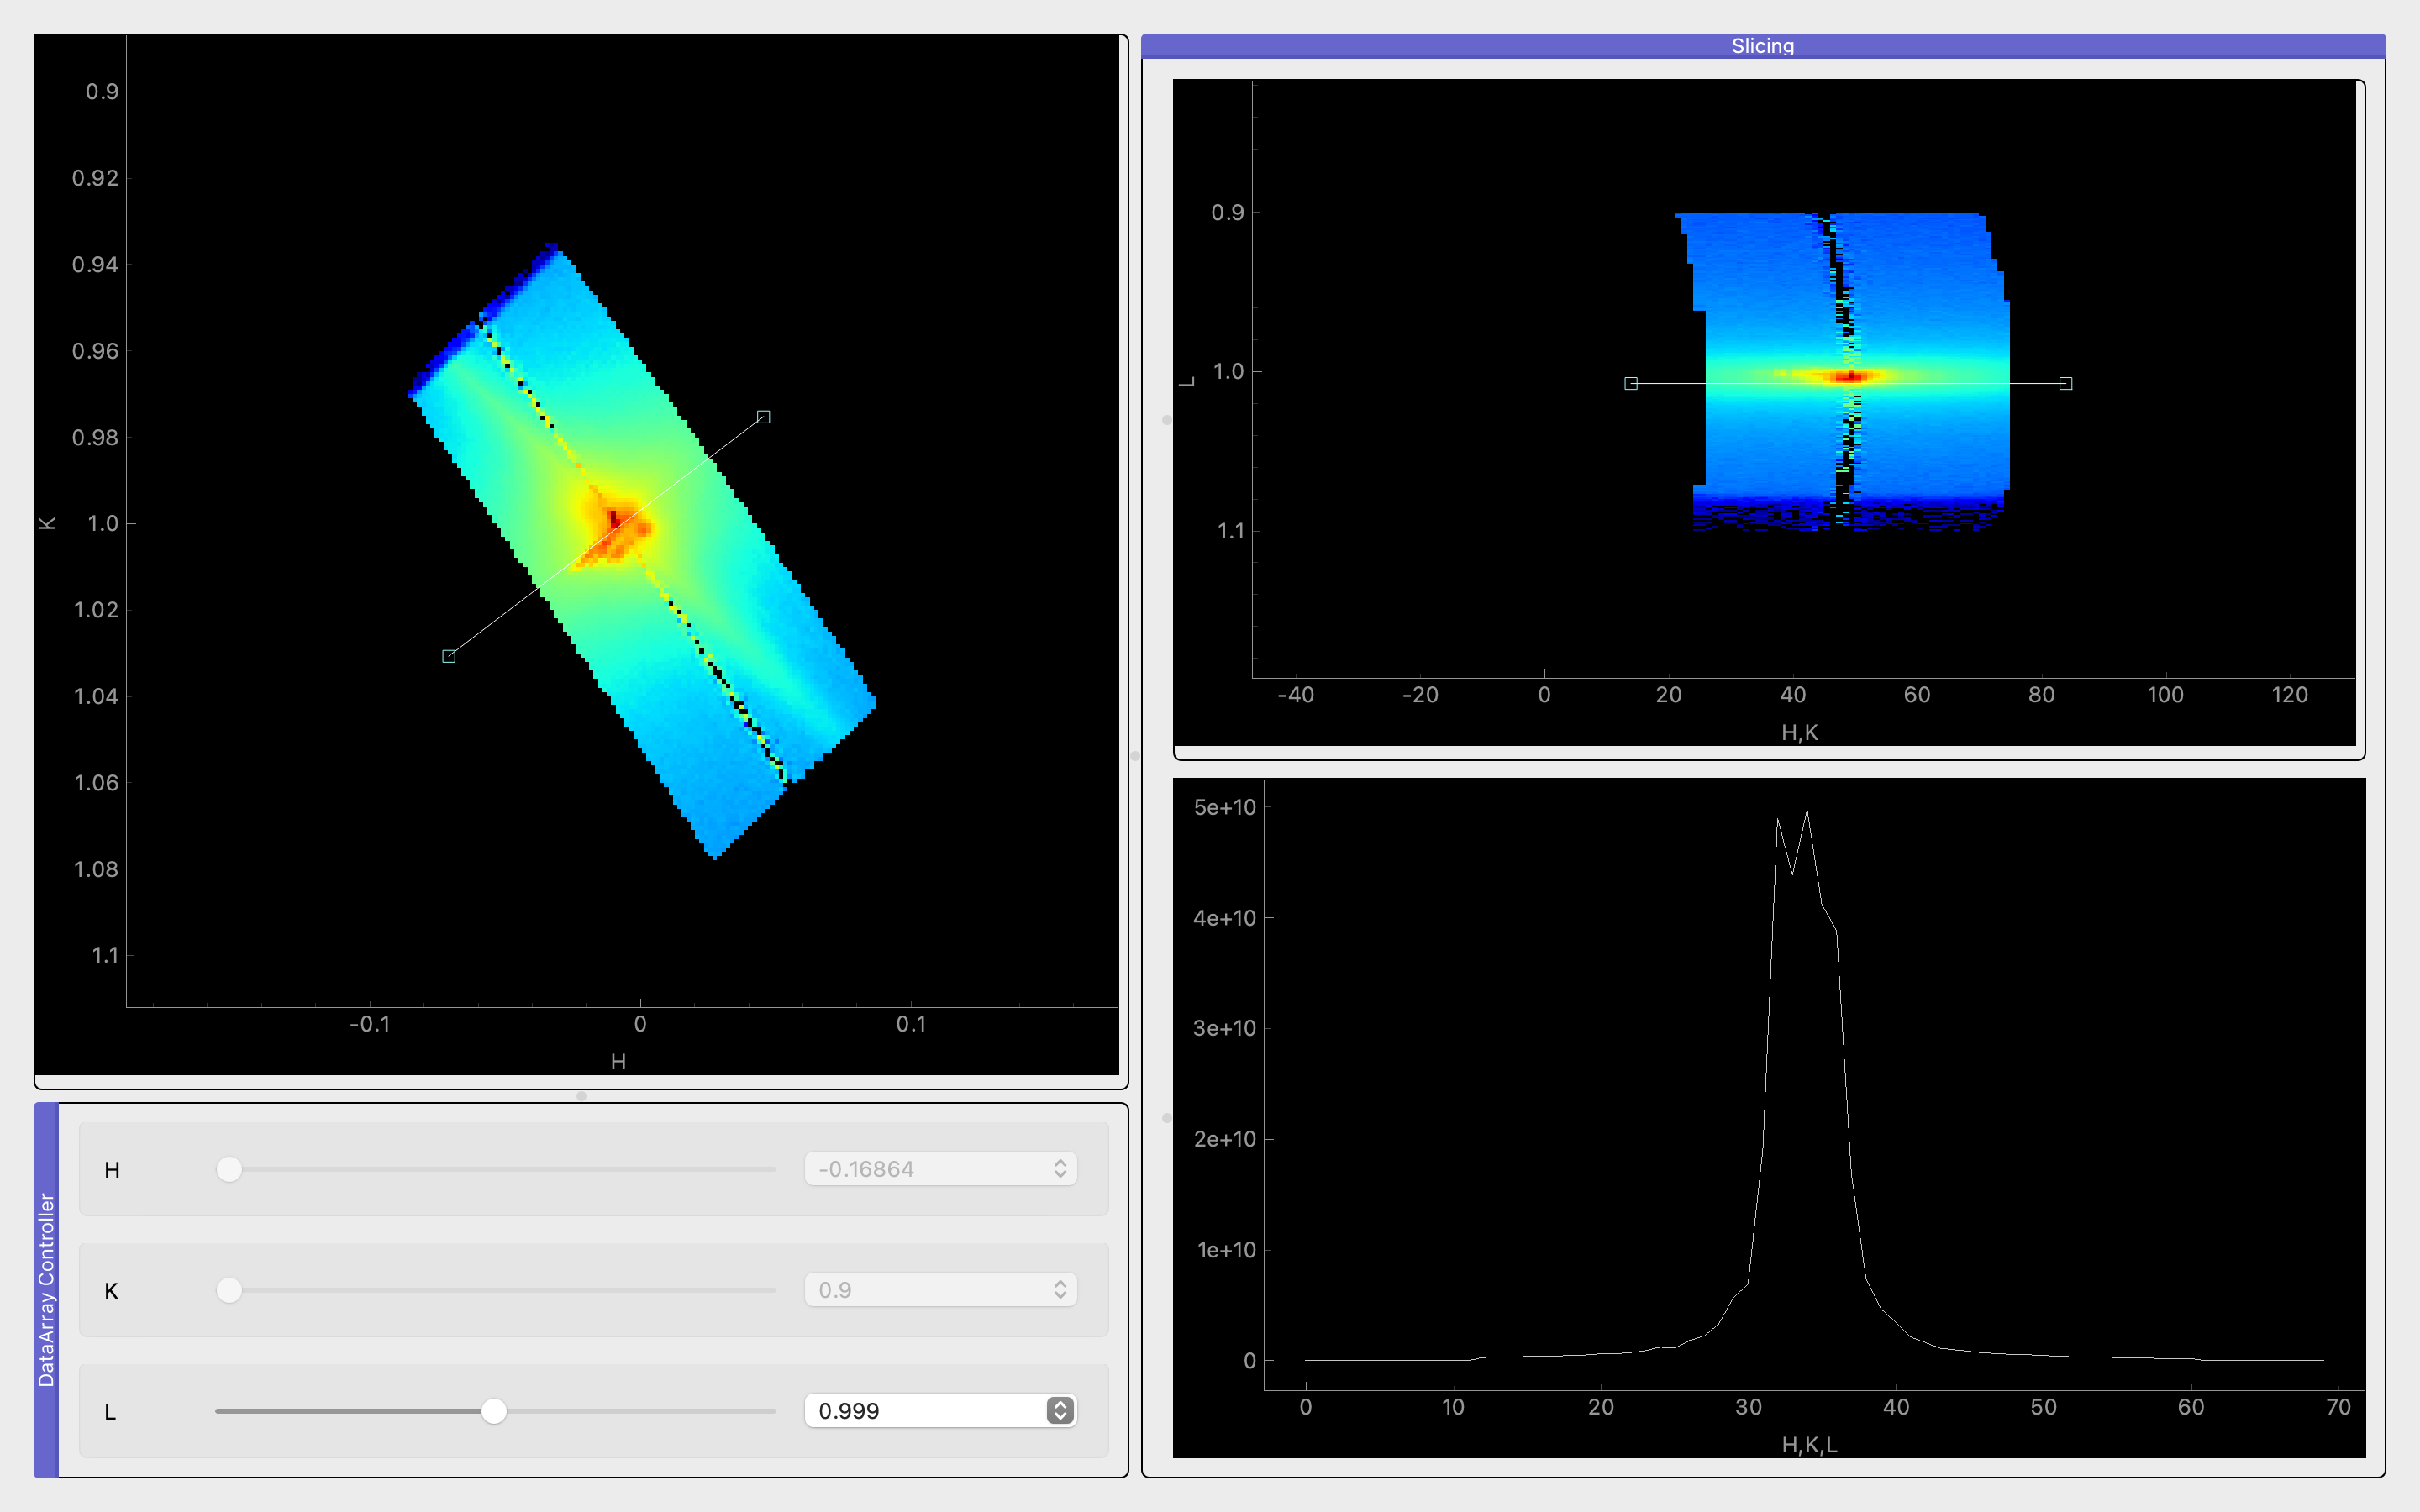 0.9
0.92
0.94
0.96
0.98
1.0
1.02
1.04
1.06
1.08
1.1
K
-0.1 0 0.1
H
DataArray Controller
H -0.16864
K 0.9
L 0.999
Slicing
0.9
1.0
1.1
L
-40 -20 0 20 40 60 80 100 120
H,K
5e+10
4e+10
3e+10
2e+10
1e+10
0
0 10 20 30 40 50 60 70
H,K,L